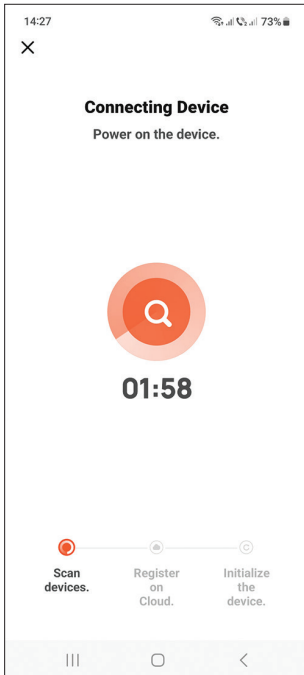 14:27 73%
Connecting Device
Power on the device.
01:58
Scan
devices.
Register
on
Cloud.
Initialize
the
device.